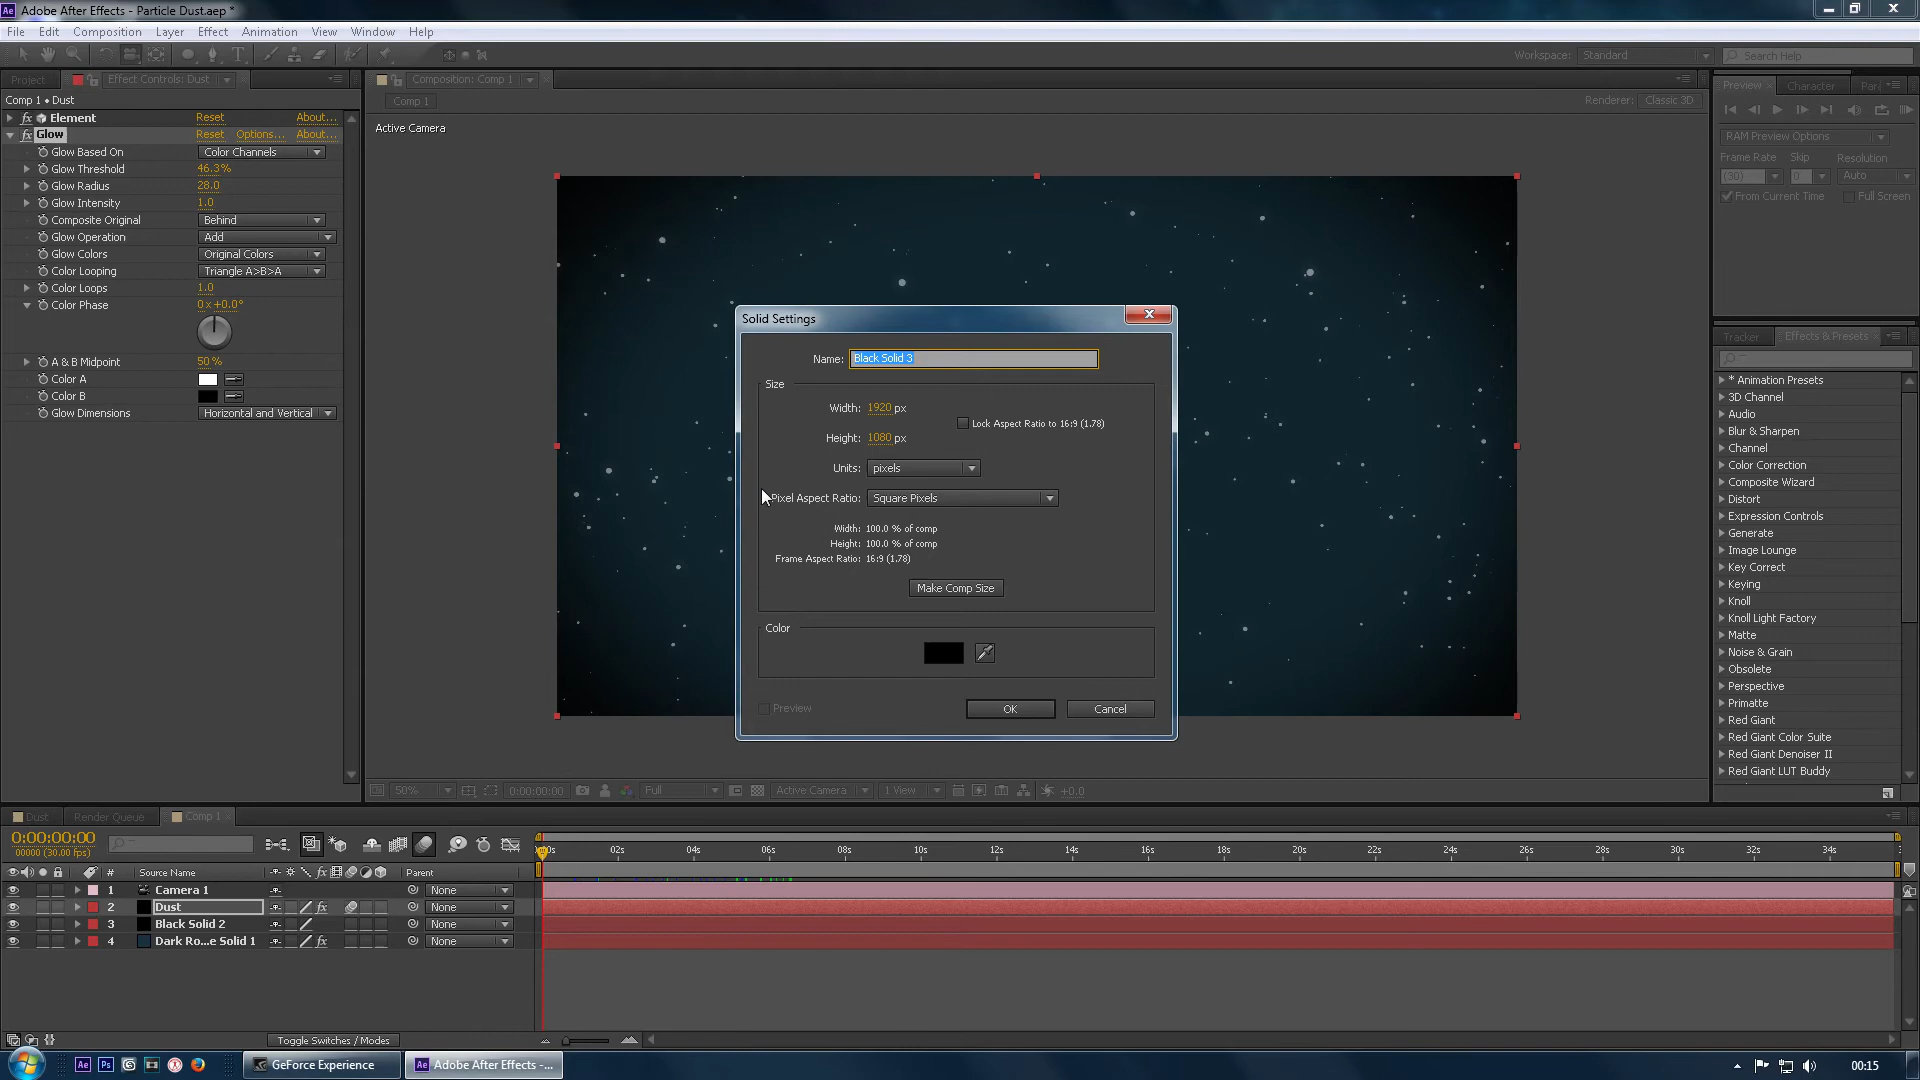 Adobe After Effects - Particle Dust.aep *
File Edit Composition Layer Effect Animation View Window Help
Workspace: Standard
Search Help
Project Effect Controls: Dust
Comp 1 • Dust
Element Reset About...
Glow Reset Options... About...
Glow Based On Color Channels
Glow Threshold 46.3%
Glow Radius 28.0
Glow Intensity 1.0
Composite Original Behind
Glow Operation Add
Glow Colors Original Colors
Color Looping Triangle A>B>A
Color Loops 1.0
Color Phase 0x+0.0°
A & B Midpoint 50%
Color A
Color B
Glow Dimensions Horizontal and Vertical
Composition: Comp 1
Comp 1
Renderer: Classic 3D
Active Camera
Solid Settings
Name: Black Solid 3
Size
Width: 1920 px
Lock Aspect Ratio to 16:9 (1.78)
Height: 1080 px
Units: pixels
Pixel Aspect Ratio: Square Pixels
Width: 100.0 % of comp
Height: 100.0 % of comp
Frame Aspect Ratio: 16:9 (1.78)
Make Comp Size
Color
Preview OK Cancel
50% 0:00:00:00 Full Active Camera 1 View +0.0
Preview Character
RAM Preview Options
Frame Rate Skip Resolution
(30) 0 Auto
From Current Time Full Screen
Tracker Effects & Presets
* Animation Presets
3D Channel
Audio
Blur & Sharpen
Channel
Color Correction
Composite Wizard
Distort
Expression Controls
Generate
Image Lounge
Key Correct
Keying
Knoll
Knoll Light Factory
Matte
Noise & Grain
Obsolete
Perspective
Primatte
Red Giant
Red Giant Color Suite
Red Giant Denoiser II
Red Giant LUT Buddy
Dust Render Queue Comp 1
0:00:00:00
00000 (30.00 fps)
02s 04s 06s 08s 10s 12s 14s 16s 18s 20s 22s 24s 26s 28s 30s 32s 34s
# Source Name Parent
1 Camera 1 None
2 Dust None
3 Black Solid 2 None
4 Dark Ro...e Solid 1 None
Toggle Switches / Modes
GeForce Experience
Adobe After Effects -...
00:15